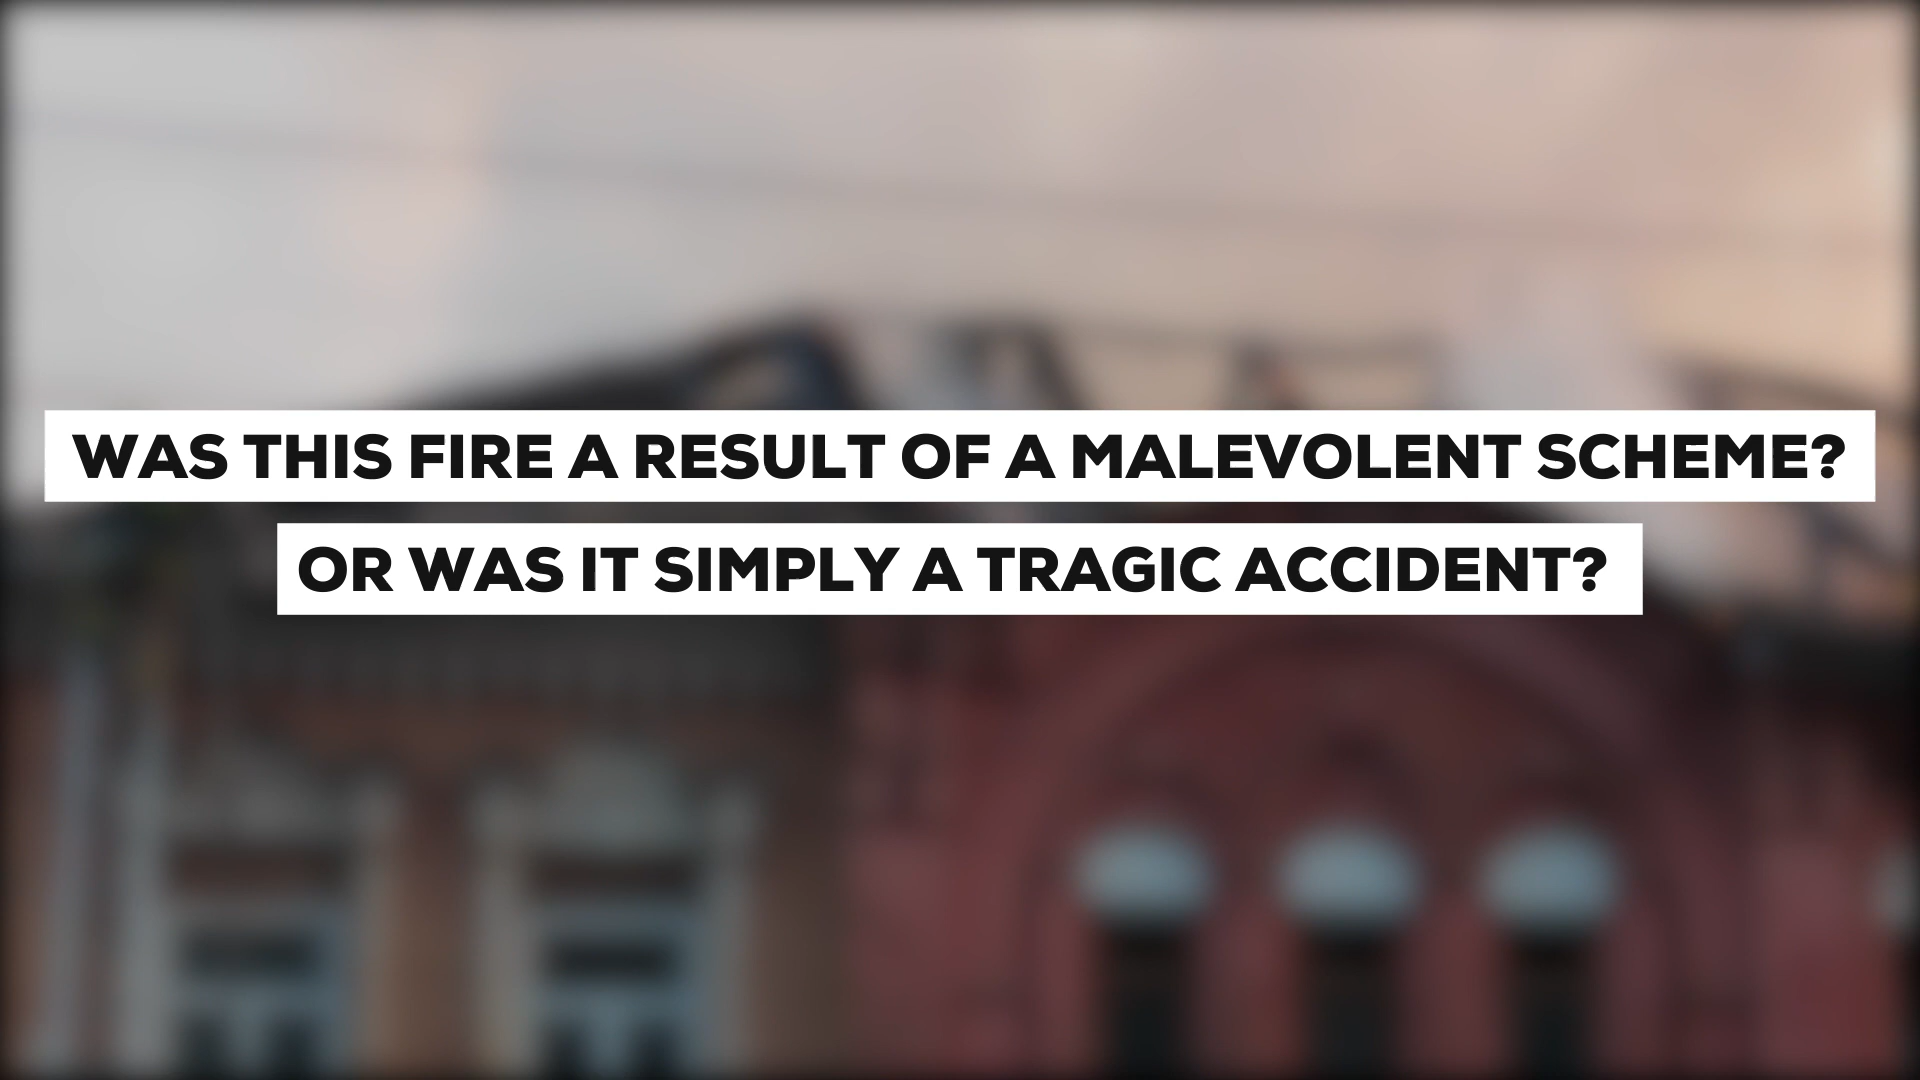 WAS THIS FIRE A RESULT OF A MALEVOLENT SCHEME?
OR WAS IT SIMPLY A TRAGIC ACCIDENT?